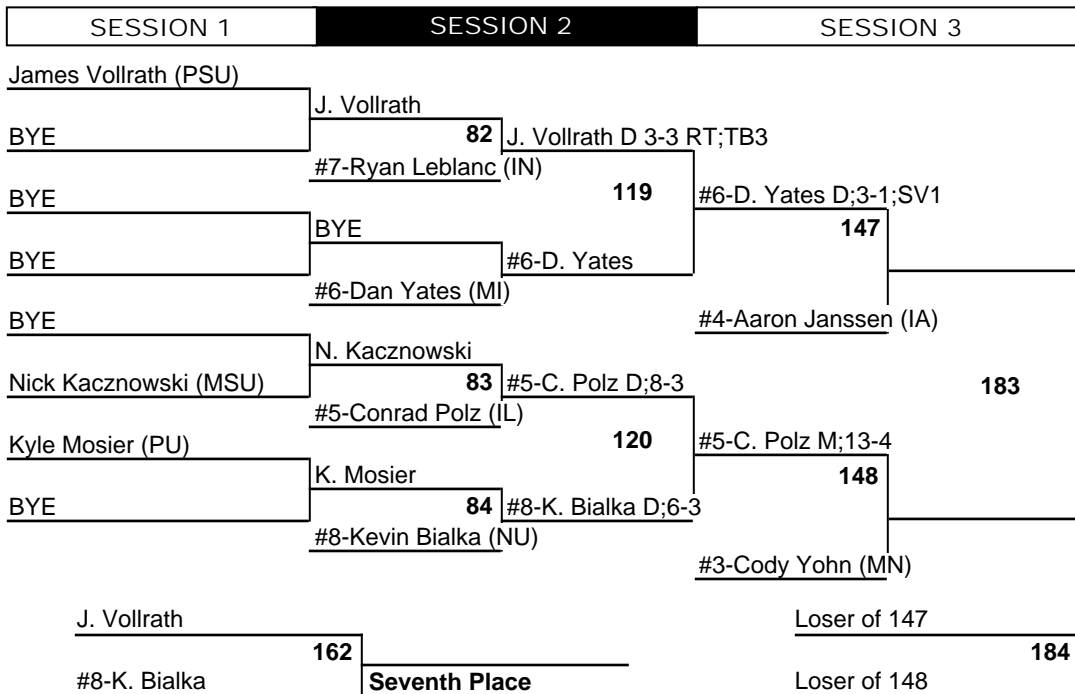 SESSION 1 SESSION 2 SESSION 3
James Vollrath (PSU)
J. Vollrath
BYE 82 J. Vollrath D 3-3 RT;TB3
#7-Ryan Leblanc (IN)
BYE 119 #6-D. Yates D;3-1;SV1
BYE 147
BYE #6-D. Yates
#6-Dan Yates (MI)
BYE #4-Aaron Janssen (IA)
N. Kacznowski
Nick Kacznowski (MSU) 83 #5-C. Polz D;8-3 183
#5-Conrad Polz (IL)
Kyle Mosier (PU) 120 #5-C. Polz M;13-4
K. Mosier 148
BYE 84 #8-K. Bialka D;6-3
#8-Kevin Bialka (NU)
#3-Cody Yohn (MN)
J. Vollrath Loser of 147
162 184
#8-K. Bialka Seventh Place Loser of 148